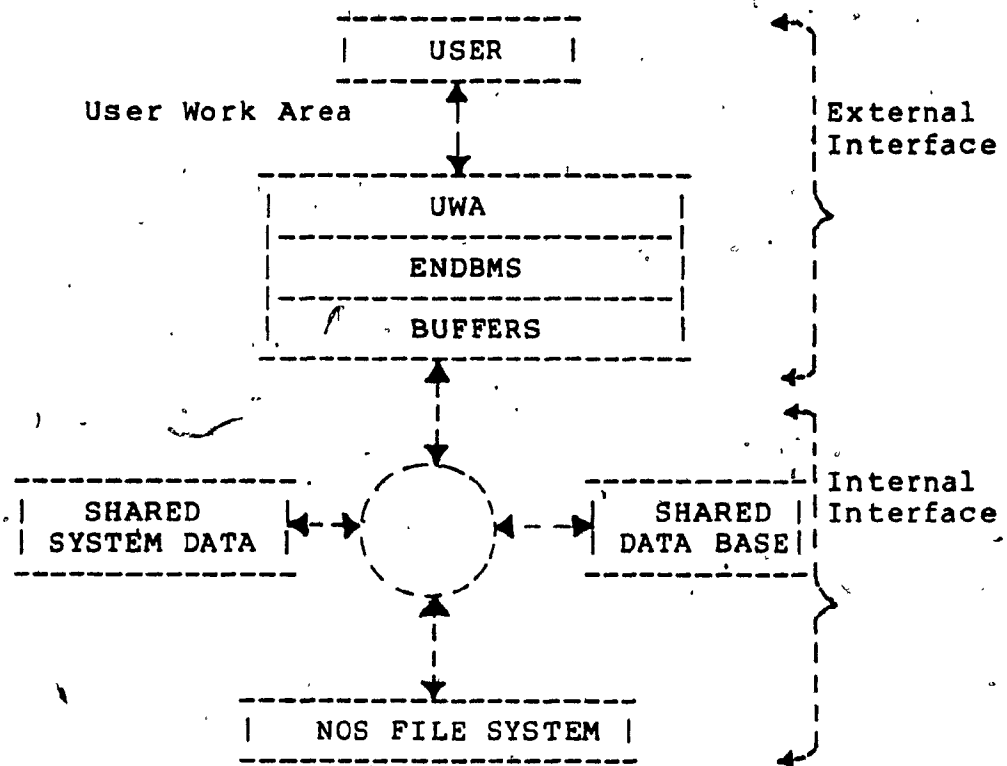 USER
User Work Area
External
Interface
UWA
ENDBMS
BUFFERS
SHARED
SYSTEM DATA
SHARED
DATA BASE
Internal
Interface
NOS FILE SYSTEM